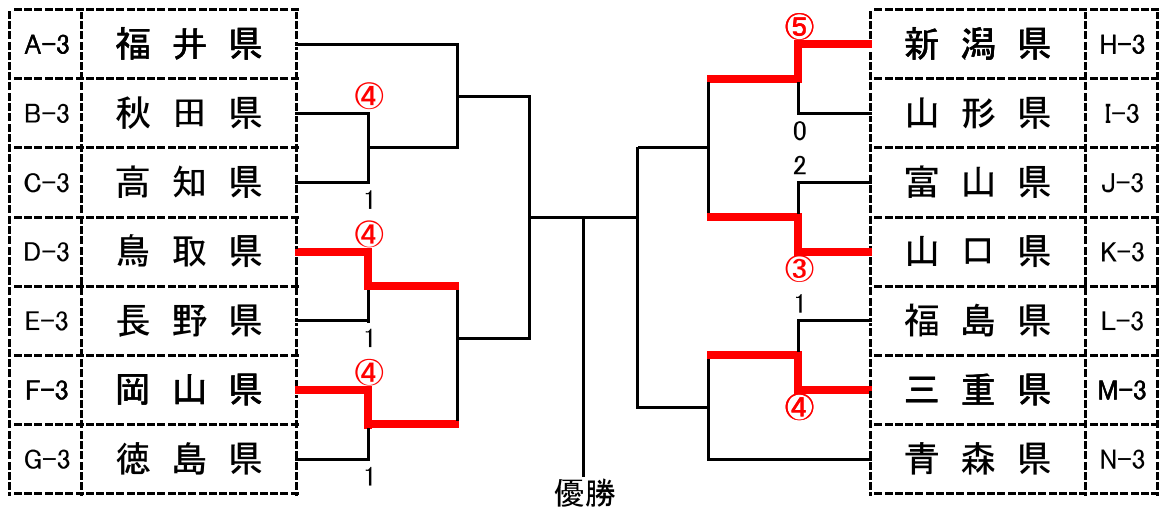 A-3 福井県
④
B-3 秋田県
C-3 高知県
1
④
D-3 鳥取県
E-3 長野県
1
④
F-3 岡山県
G-3 徳島県
1
⑤
新潟県 H-3
山形県 I-3
0
2
富山県 J-3
山口県 K-3
③
1
福島県 L-3
三重県 M-3
④
青森県 N-3
優勝